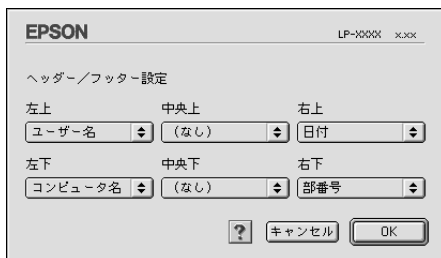 EPSON LP-XXXX x.xx
ヘッダー/フッター設定
左上 中央上 右上
ユーザー名 (なし) 日付
左下 中央下 右下
コンピュータ名 (なし) 部番号
? キャンセル OK